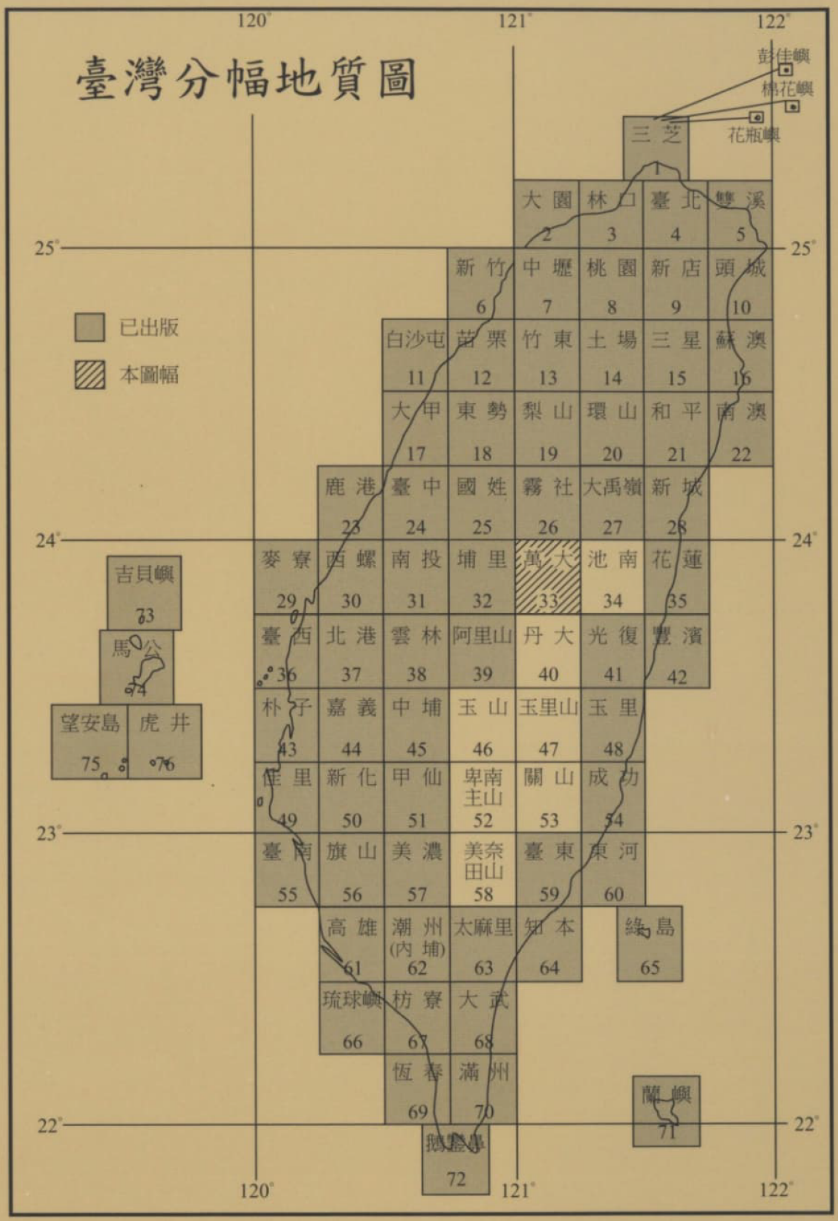 120° 121° 122°
臺灣分幅地質圖
彭佳嶼
棉花嶼
花瓶嶼
三芝
1
大園 林口 臺北 雙溪
2 3 4 5
25° 25°
新竹 中壢 桃園 新店 頭城
6 7 8 9 10
已出版
白沙屯 苗栗 竹東 土場 三星 蘇澳
11 12 13 14 15 16
本圖幅
大甲 東勢 梨山 環山 和平 南澳
17 18 19 20 21 22
鹿港 臺中 國姓 霧社 大禹嶺 新城
23 24 25 26 27 28
24° 24°
麥寮 西螺 南投 埔里 萬大 池南 花蓮
29 30 31 32 33 34 35
吉貝嶼
73
臺西 北港 雲林 阿里山 丹大 光復 豐濱
36 37 38 39 40 41 42
馬公
74
朴子 嘉義 中埔 玉山 玉里山 玉里
43 44 45 46 47 48
望安島 虎井
75 76
佳里 新化 甲仙 卑南主山 關山 成功
49 50 51 52 53 54
23° 23°
臺南 旗山 美濃 美奈田山 臺東 東河
55 56 57 58 59 60
高雄 潮州 太麻里 知本 綠島
(內埔)
61 62 63 64 65
琉球嶼 枋寮 大武
66 67 68
恆春 滿州
69 70
蘭嶼
71
22° 22°
鵝鑾鼻
72
120° 121° 122°